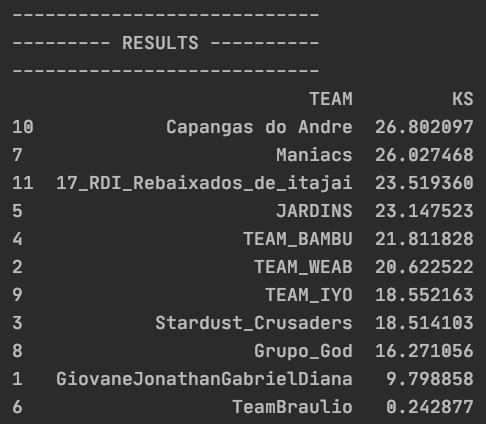 ----------------------------
--------- RESULTS ----------
----------------------------
TEAM KS
10 Capangas do Andre 26.802097
7 Maniacs 26.027468
11 17_RDI_Rebaixados_de_itajai 23.519360
5 JARDINS 23.147523
4 TEAM_BAMBU 21.811828
2 TEAM_WEAB 20.622522
9 TEAM_IYO 18.552163
3 Stardust_Crusaders 18.514103
8 Grupo_God 16.271056
1 GiovaneJonathanGabrielDiana 9.798858
6 TeamBraulio 0.242877